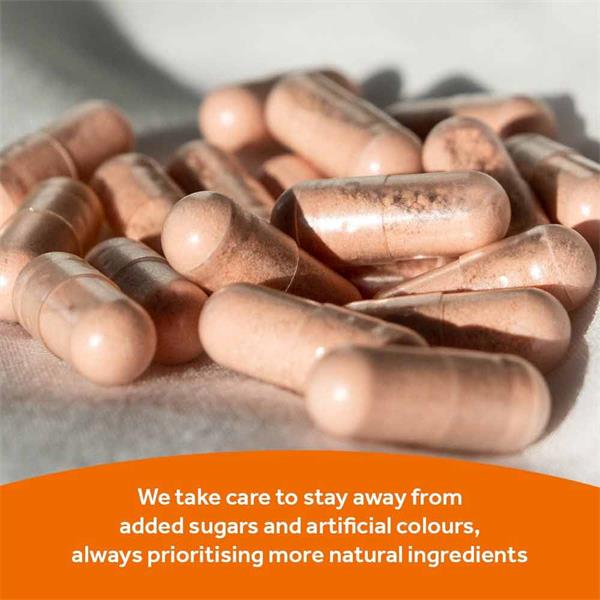 We take care to stay away from
added sugars and artificial colours,
always prioritising more natural ingredients